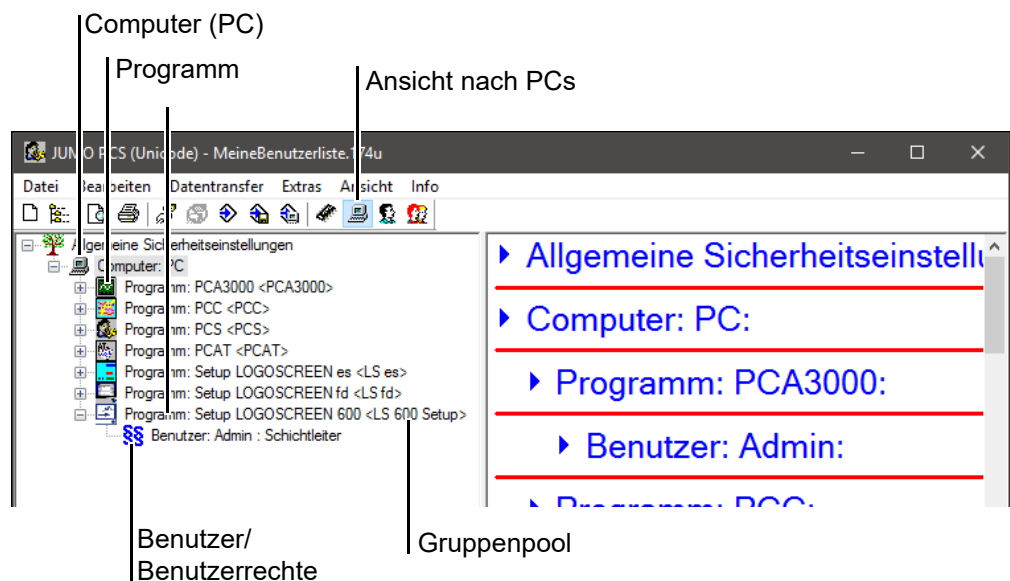 Computer (PC)
Programm
Ansicht nach PCs
JUMO PCS (Unicode) - MeineBenutzerliste.174u
Datei Bearbeiten Datentransfer Extras Ansicht Info
Allgemeine Sicherheitseinstellungen
Computer: PC
Programm: PCA3000 <PCA3000>
Programm: PCC <PCC>
Programm: PCS <PCS>
Programm: PCAT <PCAT>
Programm: Setup LOGOSCREEN es <LS es>
Programm: Setup LOGOSCREEN fd <LS fd>
Programm: Setup LOGOSCREEN 600 <LS 600 Setup>
§§ Benutzer: Admin : Schichtleiter
Allgemeine Sicherheitseinstellu
Computer: PC:
Programm: PCA3000:
Benutzer: Admin:
Programm: PCC:
Benutzer/
Benutzerrechte
Gruppenpool